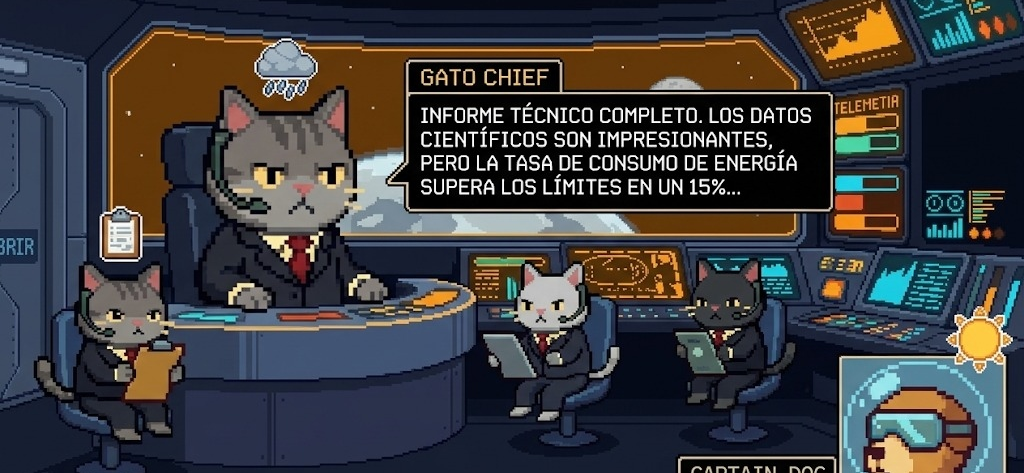 GATO CHIEF
INFORME TÉCNICO COMPLETO. LOS DATOS
CIENTÍFICOS SON IMPRESIONANTES,
PERO LA TASA DE CONSUMO DE ENERGÍA
SUPERA LOS LÍMITES EN UN 15%...
TELEMETIA
BRIR
CAPTAIN DOG